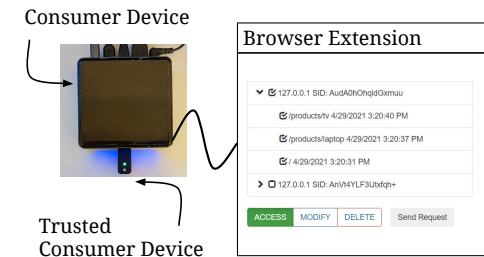 Consumer Device
Browser Extension
127.0.0.1 SID: AudA0hOhqldGxmuu
/products/tv 4/29/2021 3:20:40 PM
/products/laptop 4/29/2021 3:20:37 PM
/ 4/29/2021 3:20:31 PM
127.0.0.1 SID: AnVt4YLF3Utxfqh+
ACCESS MODIFY DELETE Send Request
Trusted
Consumer Device